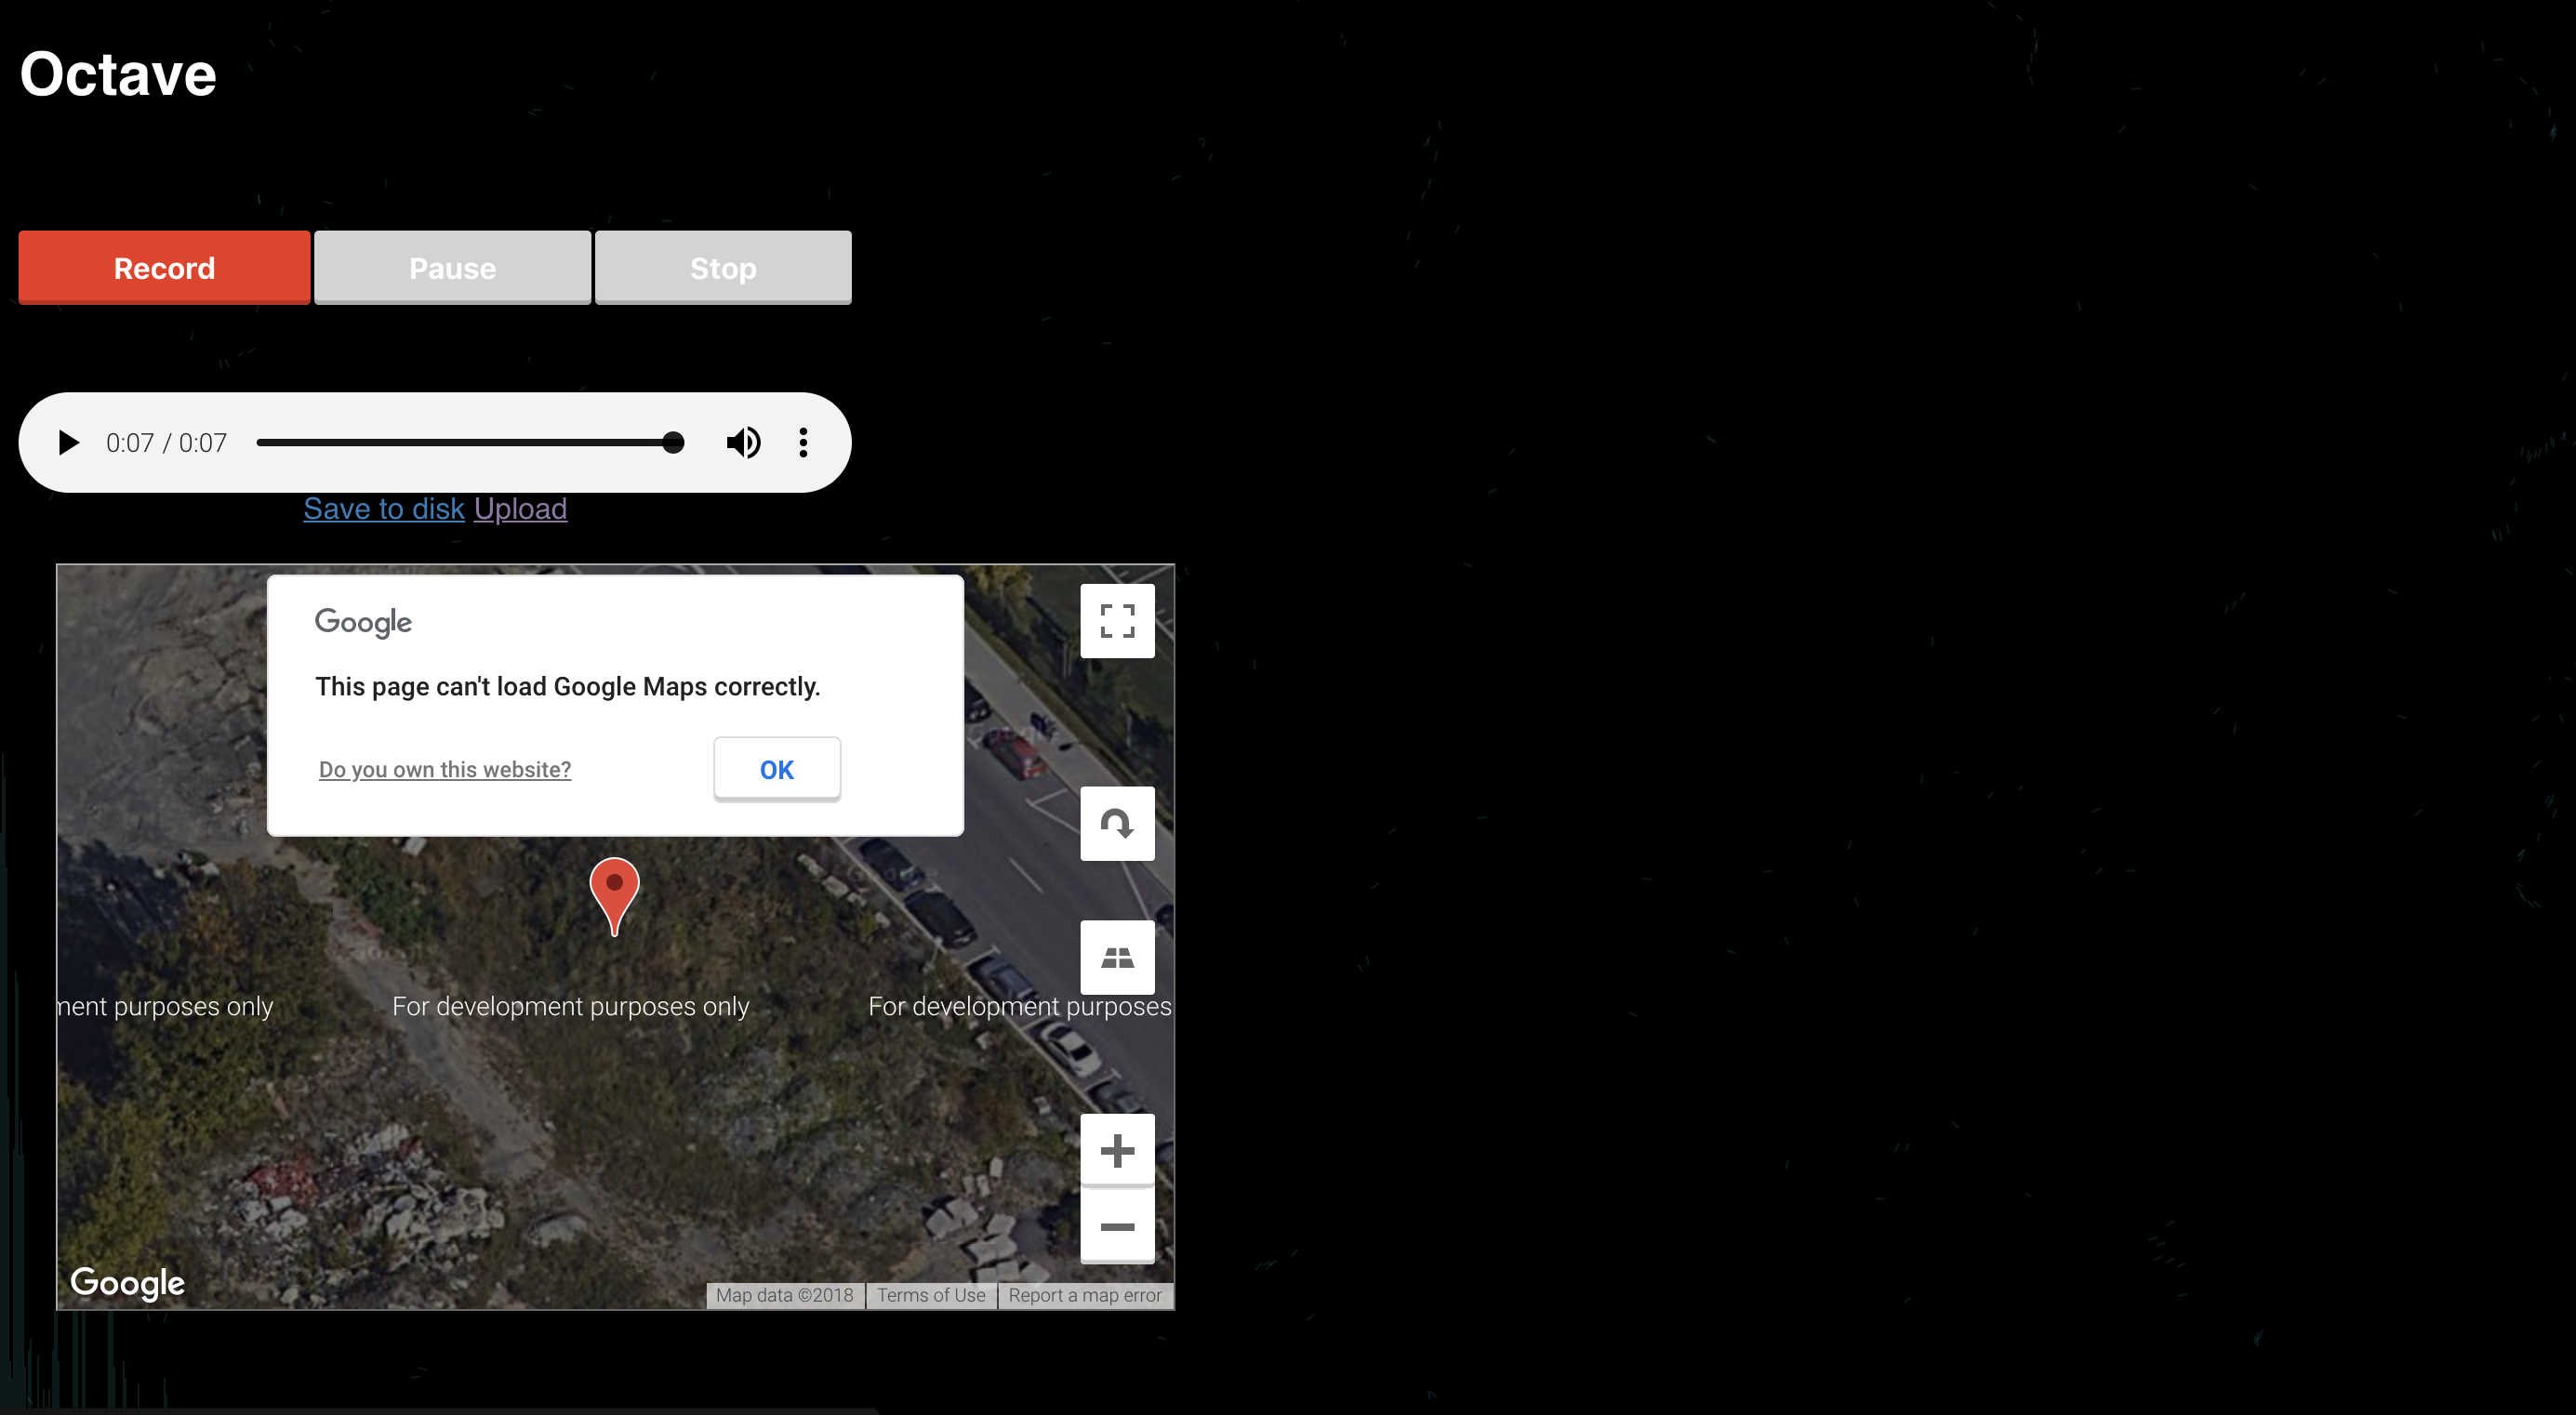 Octave
Record Pause Stop
0:07 / 0:07
Save to disk Upload
Google
This page can't load Google Maps correctly.
Do you own this website? OK
ment purposes only For development purposes only For development purposes
Google
Map data ©2018 Terms of Use Report a map error